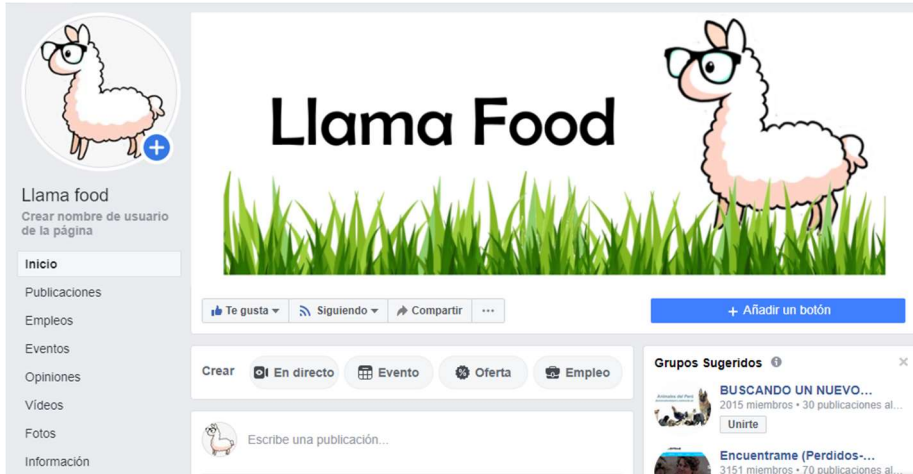 Llama Food
Llama food
Crear nombre de usuario
de la página
Inicio
Publicaciones
Empleos
Eventos
Opiniones
Vídeos
Fotos
Información
Te gusta
Siguiendo
Compartir
+ Añadir un botón
Crear
En directo
Evento
Oferta
Empleo
Escribe una publicación...
Grupos Sugeridos
BUSCANDO UN NUEVO...
2015 miembros • 30 publicaciones al...
Unirte
Encuentrame (Perdidos-...
3151 miembros • 70 publicaciones al...